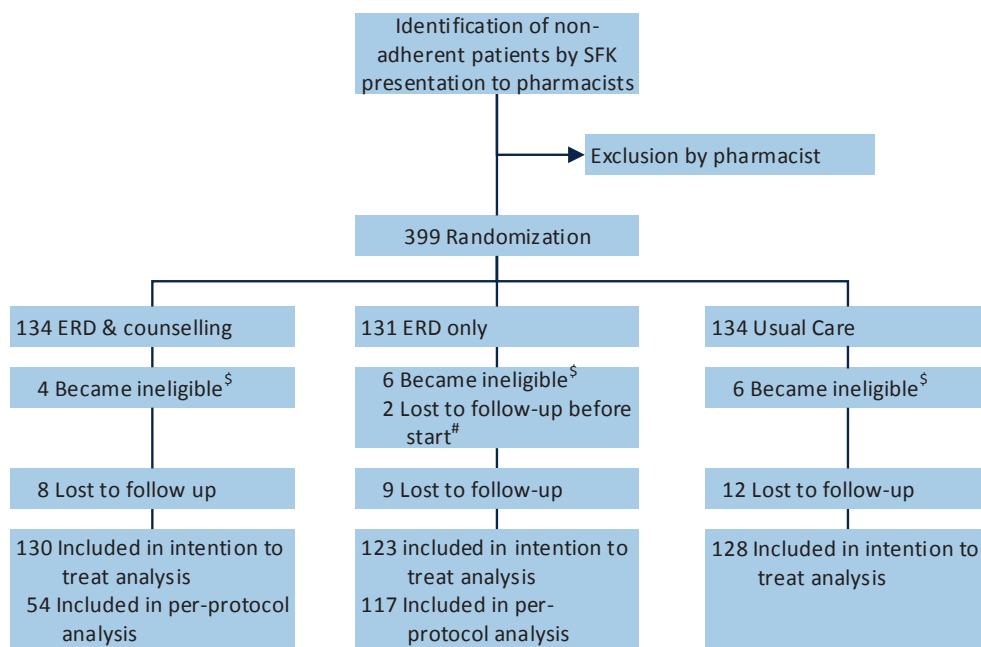 Identification of non-
adherent patients by SFK
presentation to pharmacists
Exclusion by pharmacist
399 Randomization
134 ERD & counselling
131 ERD only
134 Usual Care
4 Became ineligible$
6 Became ineligible$
2 Lost to follow-up before
start#
6 Became ineligible$
8 Lost to follow up
9 Lost to follow-up
12 Lost to follow-up
130 Included in intention to
treat analysis
54 Included in per-protocol
analysis
123 included in intention to
treat analysis
117 Included in per-
protocol analysis
128 Included in intention to
treat analysis